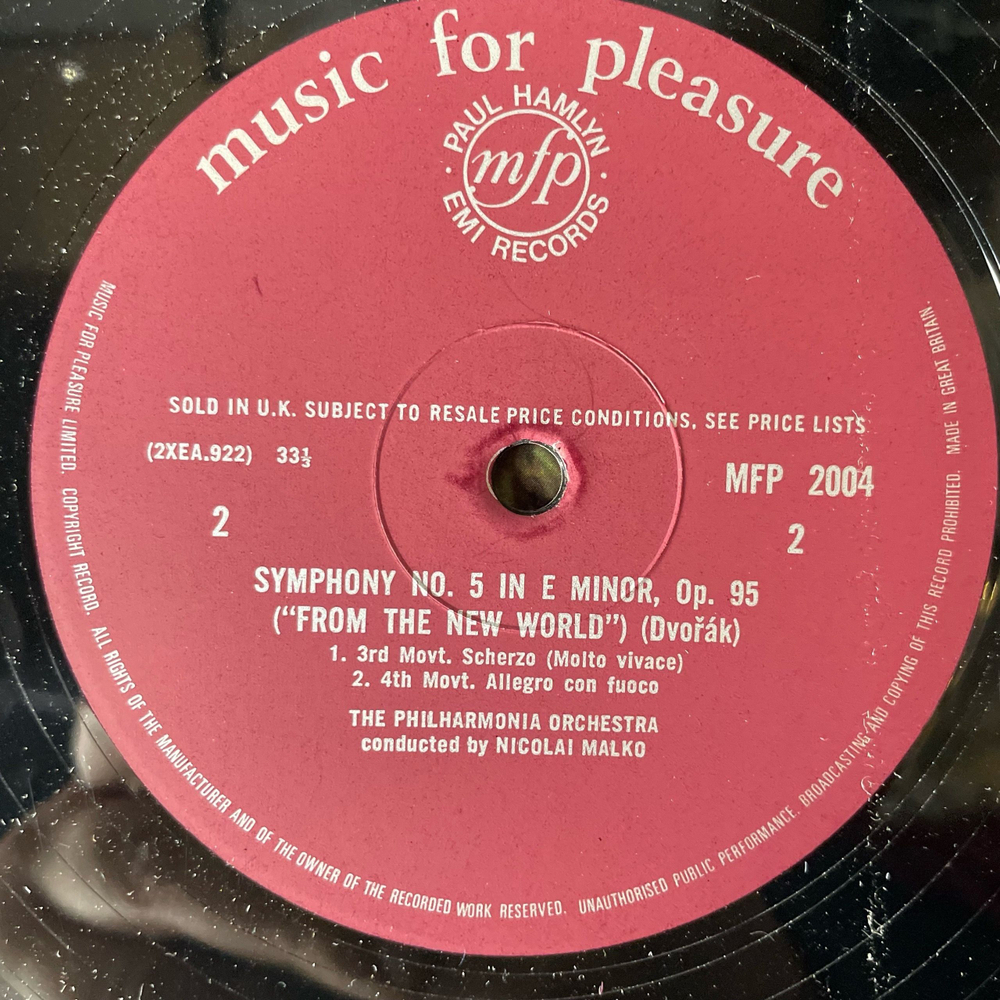 music for pleasure
PAUL HAMLYN
mfp
· EMI RECORDS ·
SOLD IN U.K. SUBJECT TO RESALE PRICE CONDITIONS, SEE PRICE LISTS
(2XEA.922) 33⅓
MFP 2004
2
2
SYMPHONY NO. 5 IN E MINOR, Op. 95
(“FROM THE NEW WORLD”) (Dvořák)
1. 3rd Movt. Scherzo (Molto vivace)
2. 4th Movt. Allegro con fuoco
THE PHILHARMONIA ORCHESTRA
conducted by NICOLAI MALKO
MUSIC FOR PLEASURE LIMITED. COPYRIGHT RECORD. ALL RIGHTS OF THE MANUFACTURER AND OF THE OWNER OF THE RECORDED WORK RESERVED. UNAUTHORISED PUBLIC PERFORMANCE. BROADCASTING AND COPYING OF THIS RECORD PROHIBITED. MADE IN GREAT BRITAIN.